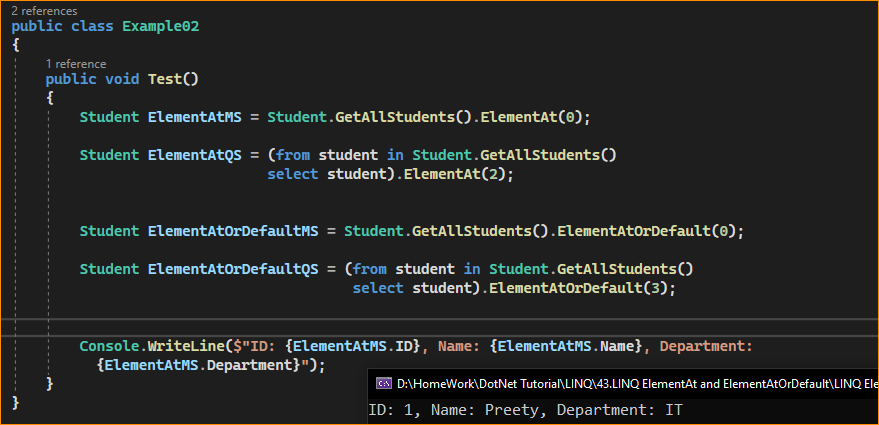 2 references
public class Example02
{
1 reference
public void Test()
{
Student ElementAtMS = Student.GetAllStudents().ElementAt(0);
Student ElementAtQS = (from student in Student.GetAllStudents()
select student).ElementAt(2);
Student ElementAtOrDefaultMS = Student.GetAllStudents().ElementAtOrDefault(0);
Student ElementAtOrDefaultQS = (from student in Student.GetAllStudents()
select student).ElementAtOrDefault(3);
Console.WriteLine($"ID: {ElementAtMS.ID}, Name: {ElementAtMS.Name}, Department:
{ElementAtMS.Department}");
}
}
D:\HomeWork\DotNet Tutorial\LINQ\43.LINQ ElementAt and ElementAtOrDefault\LINQ Ele
ID: 1, Name: Preety, Department: IT